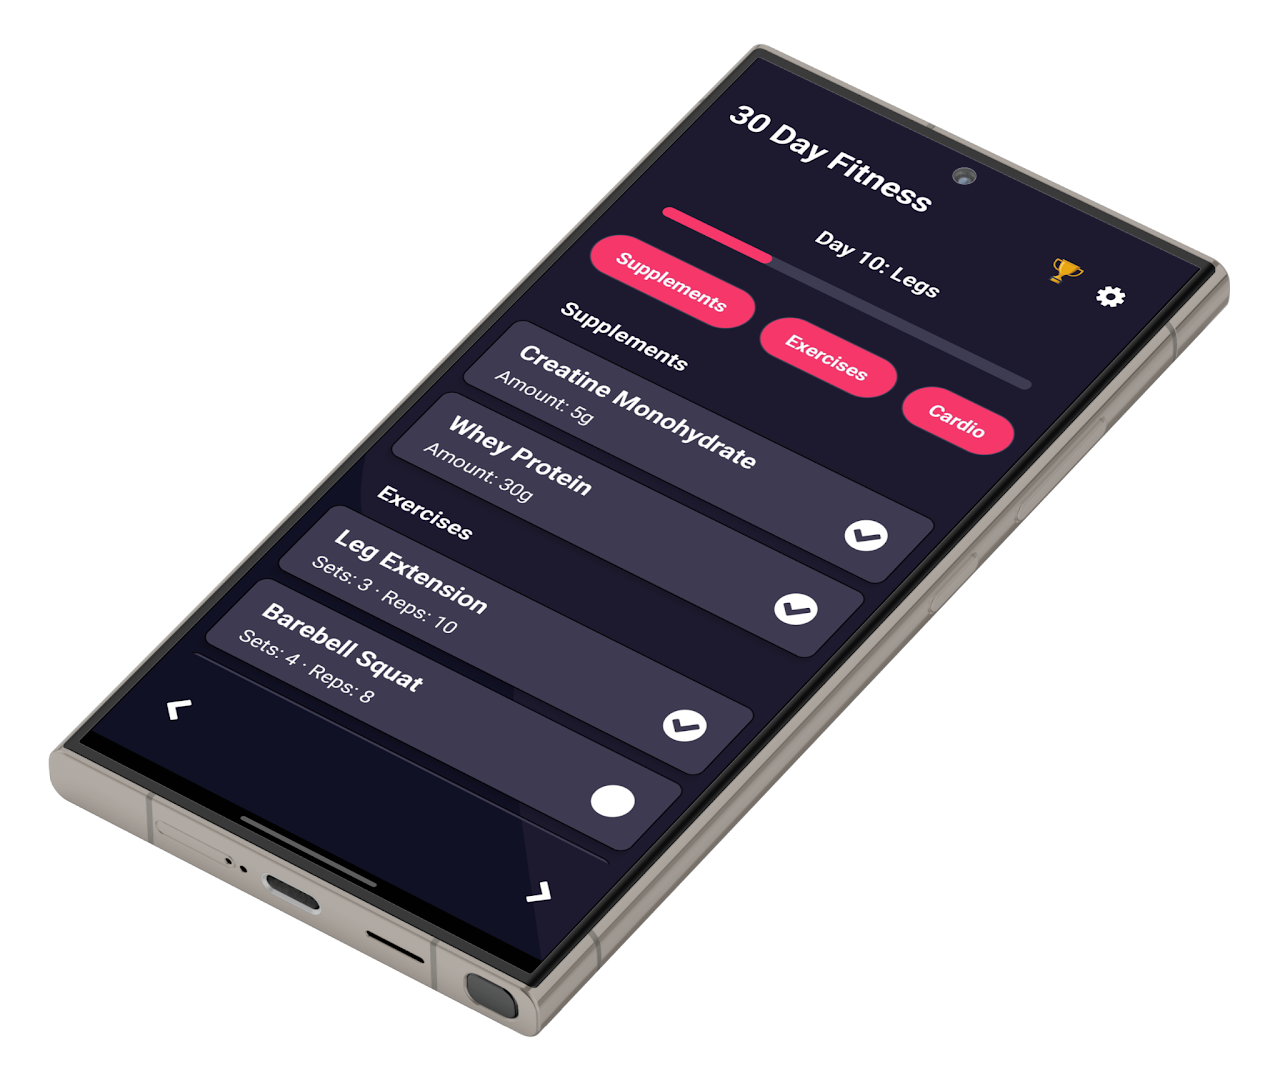 30 Day Fitness
Day 10: Legs
Supplements
Exercises
Cardio
Supplements
Creatine Monohydrate
Amount: 5g
Whey Protein
Amount: 30g
Exercises
Leg Extension
Sets: 3 · Reps: 10
Barebell Squat
Sets: 4 · Reps: 8